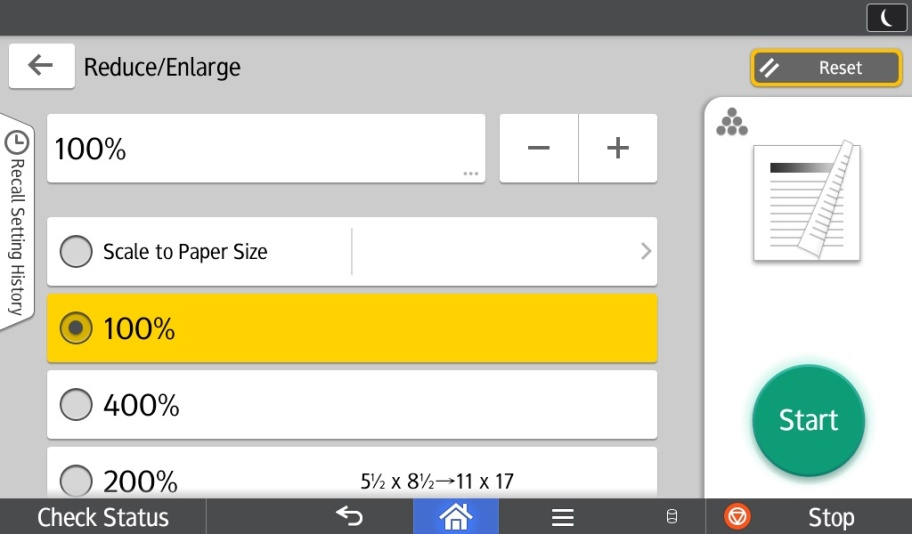 Reduce/Enlarge
Reset
Recall Setting History
100%
...
Scale to Paper Size
100%
400%
200% 5½ x 8½→11 x 17
Start
Check Status
Stop